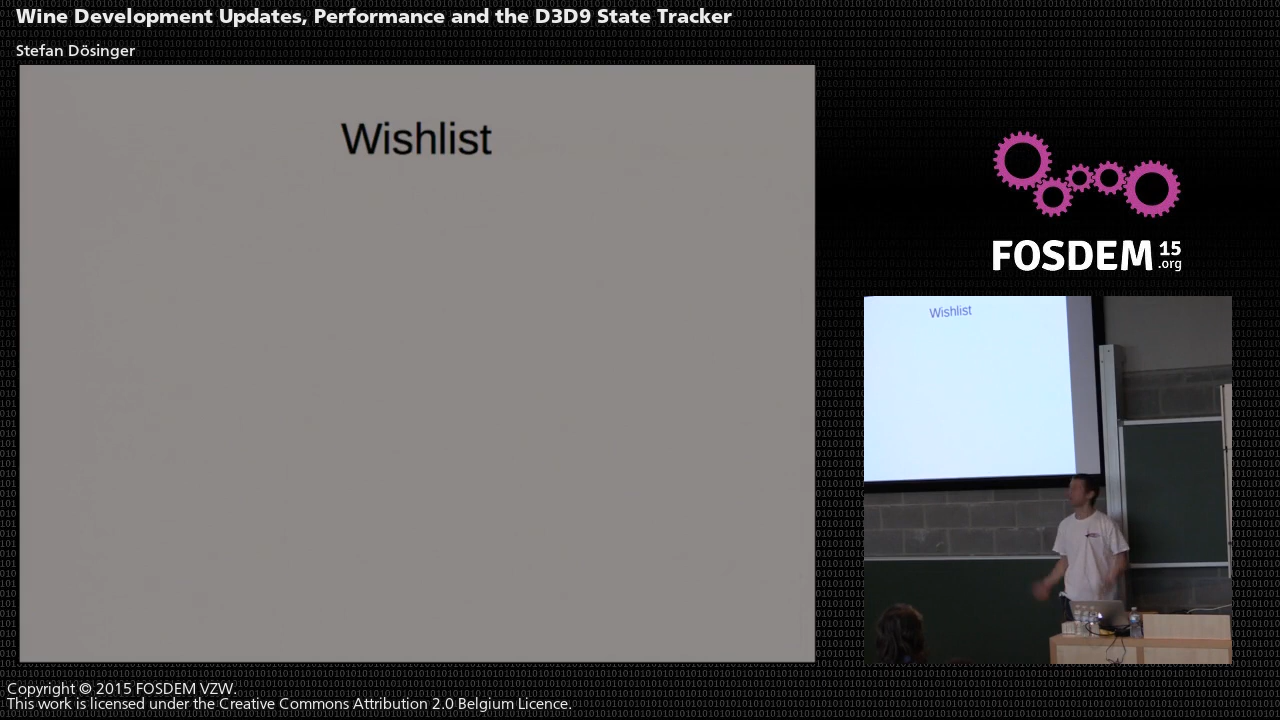 Wine Development Updates, Performance and the D3D9 State Tracker
Stefan Dösinger
Wishlist
FOSDEM 15
.org
Wishlist
Copyright © 2015 FOSDEM VZW.
This work is licensed under the Creative Commons Attribution 2.0 Belgium Licence.